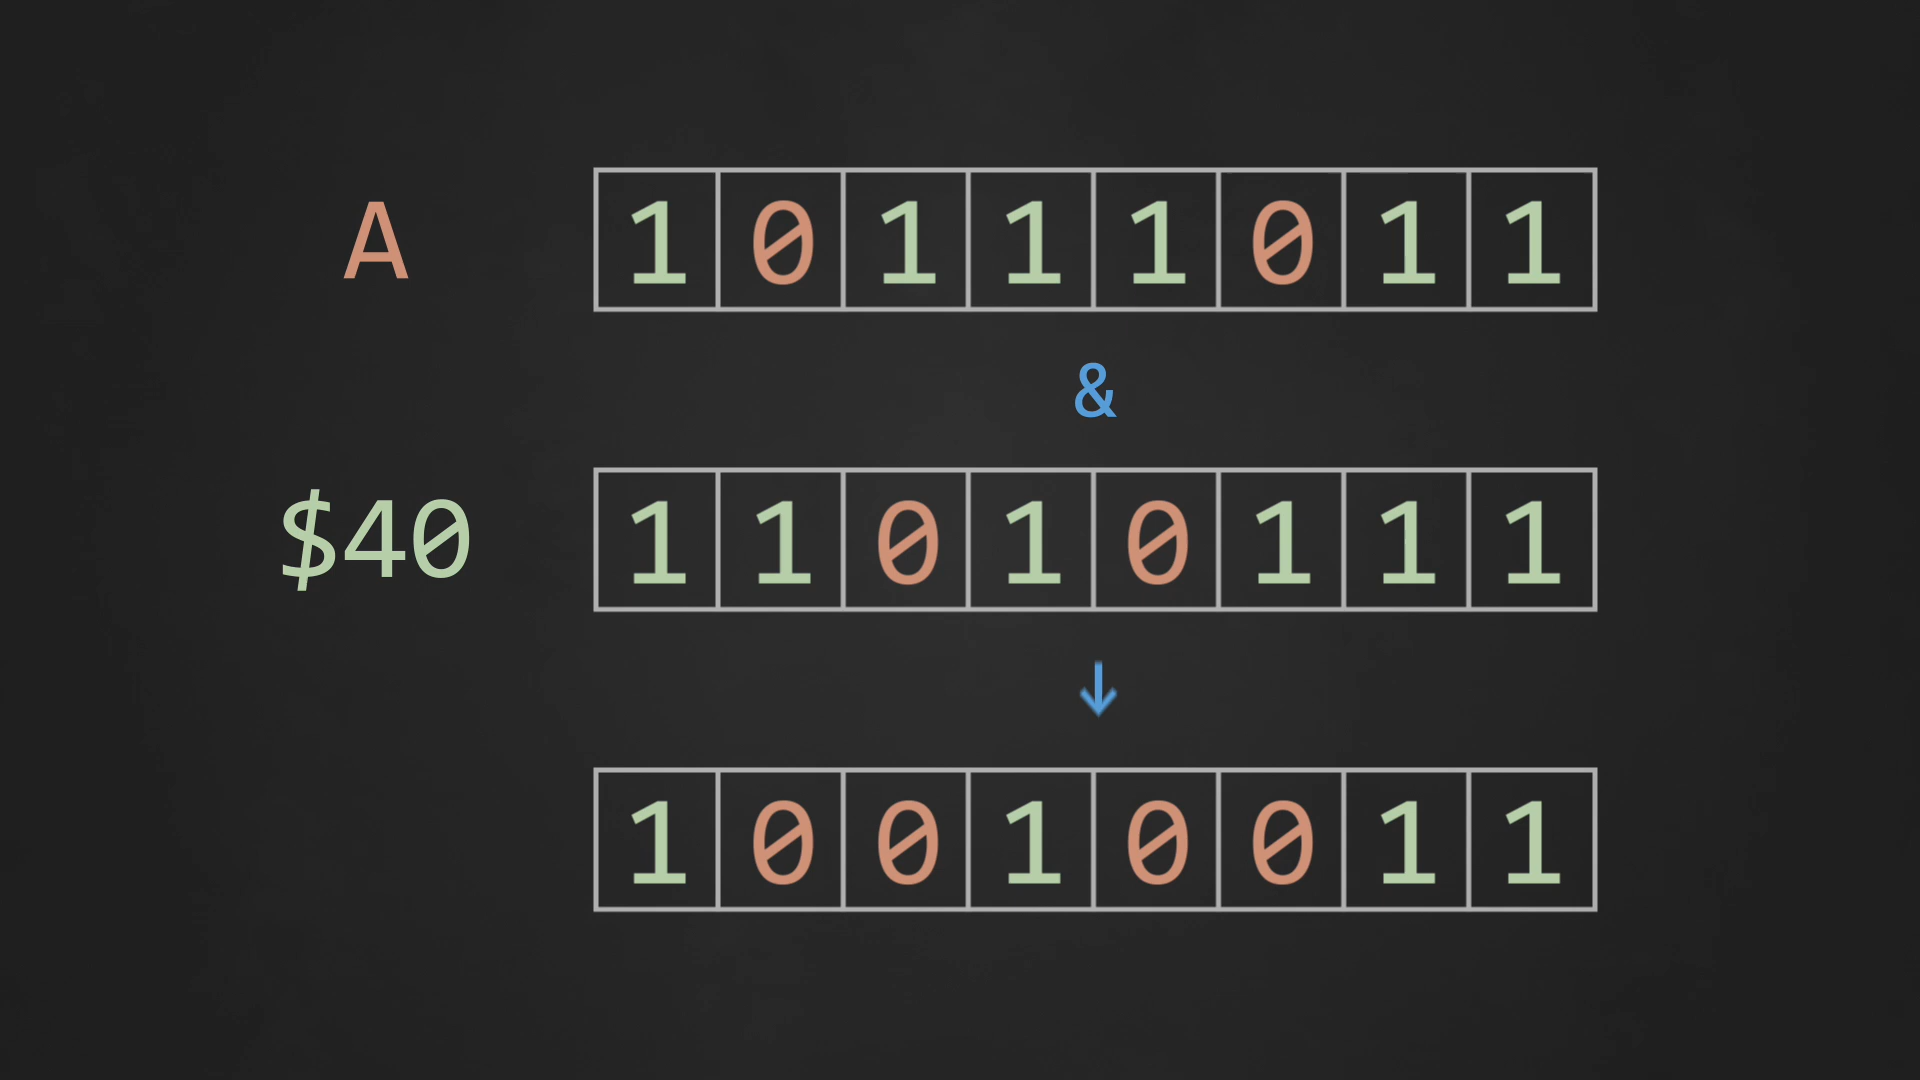 A 1 0 1 1 1 0 1 1
&
$40 1 1 0 1 0 1 1 1
↓
1 0 0 1 0 0 1 1